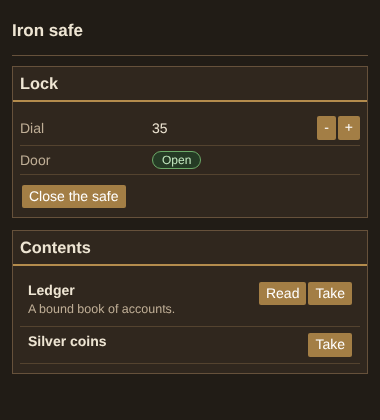 Iron safe
Lock
Dial 35 - +
Door Open
Close the safe
Contents
Ledger Read Take
A bound book of accounts.
Silver coins Take